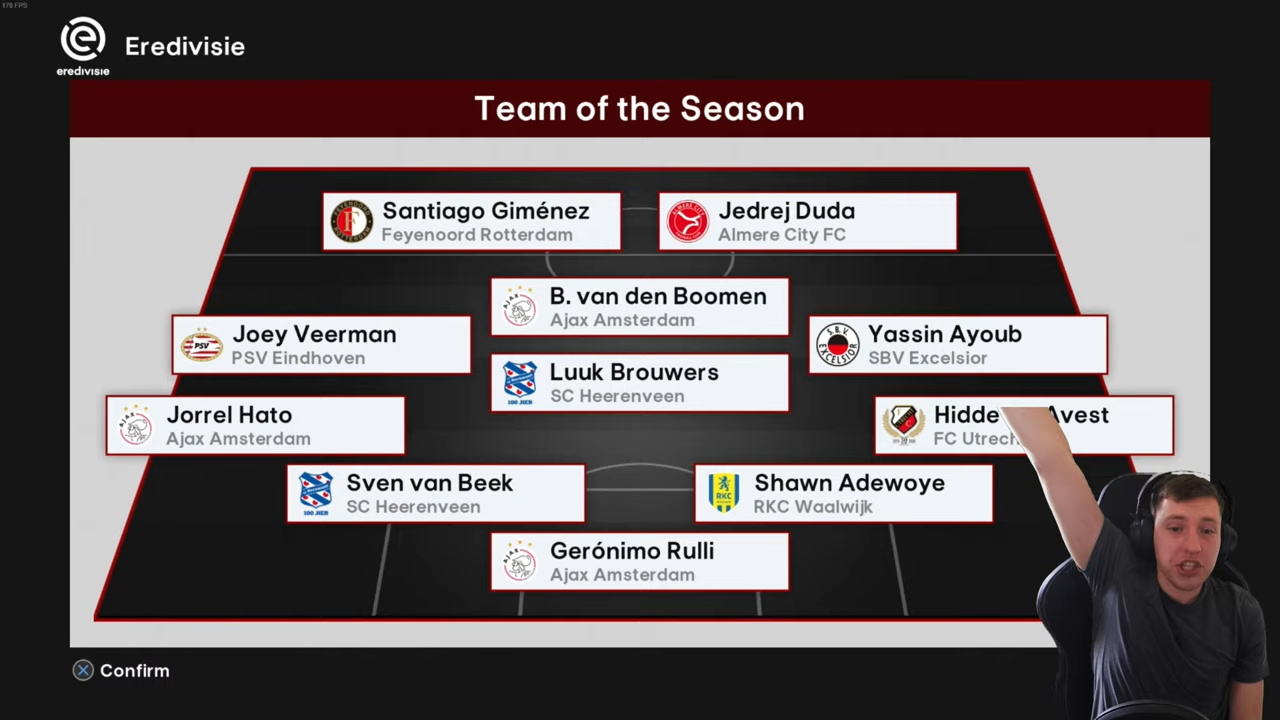 170 FPS
eredivisie
Eredivisie
Team of the Season
Santiago Giménez
Feyenoord Rotterdam
Jedrej Duda
Almere City FC
B. van den Boomen
Ajax Amsterdam
Joey Veerman
PSV Eindhoven
Yassin Ayoub
SBV Excelsior
Luuk Brouwers
SC Heerenveen
Jorrel Hato
Ajax Amsterdam
Hidde Avest
FC Utrech
Sven van Beek
SC Heerenveen
Shawn Adewoye
RKC Waalwijk
Gerónimo Rulli
Ajax Amsterdam
Confirm